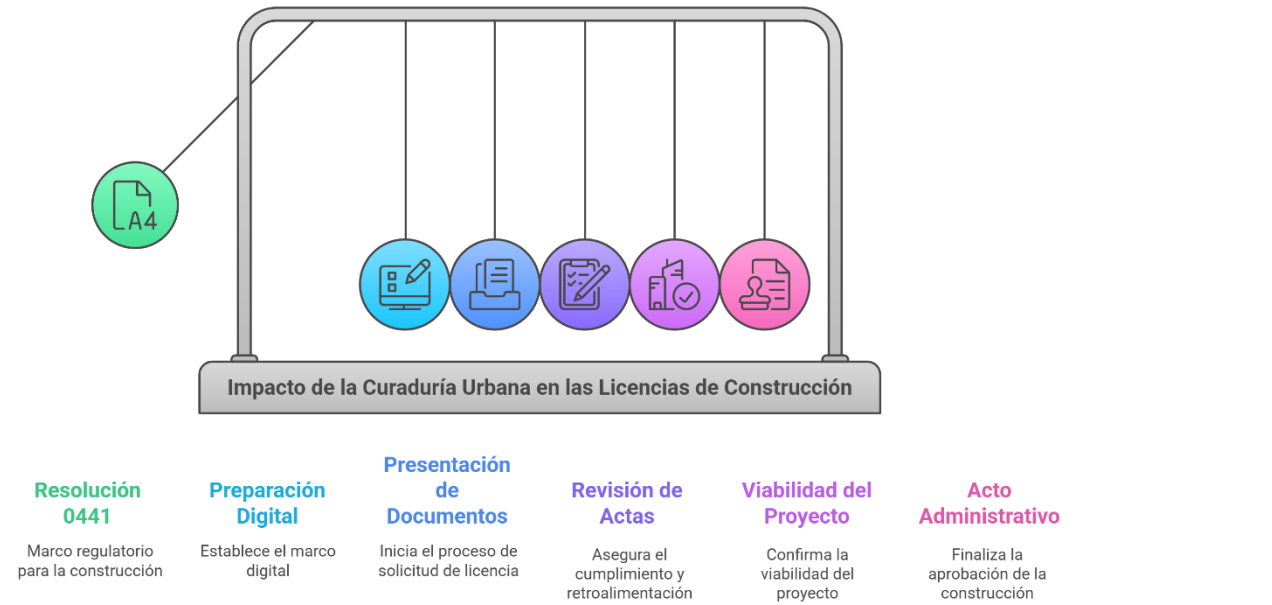 A4
Impacto de la Curaduría Urbana en las Licencias de Construcción
Resolución
0441
Marco regulatorio
para la construcción
Preparación
Digital
Establece el marco
digital
Presentación
de
Documentos
Inicia el proceso de
solicitud de licencia
Revisión de
Actas
Asegura el
cumplimiento y
retroalimentación
Viabilidad del
Proyecto
Confirma la
viabilidad del
proyecto
Acto
Administrativo
Finaliza la
aprobación de la
construcción